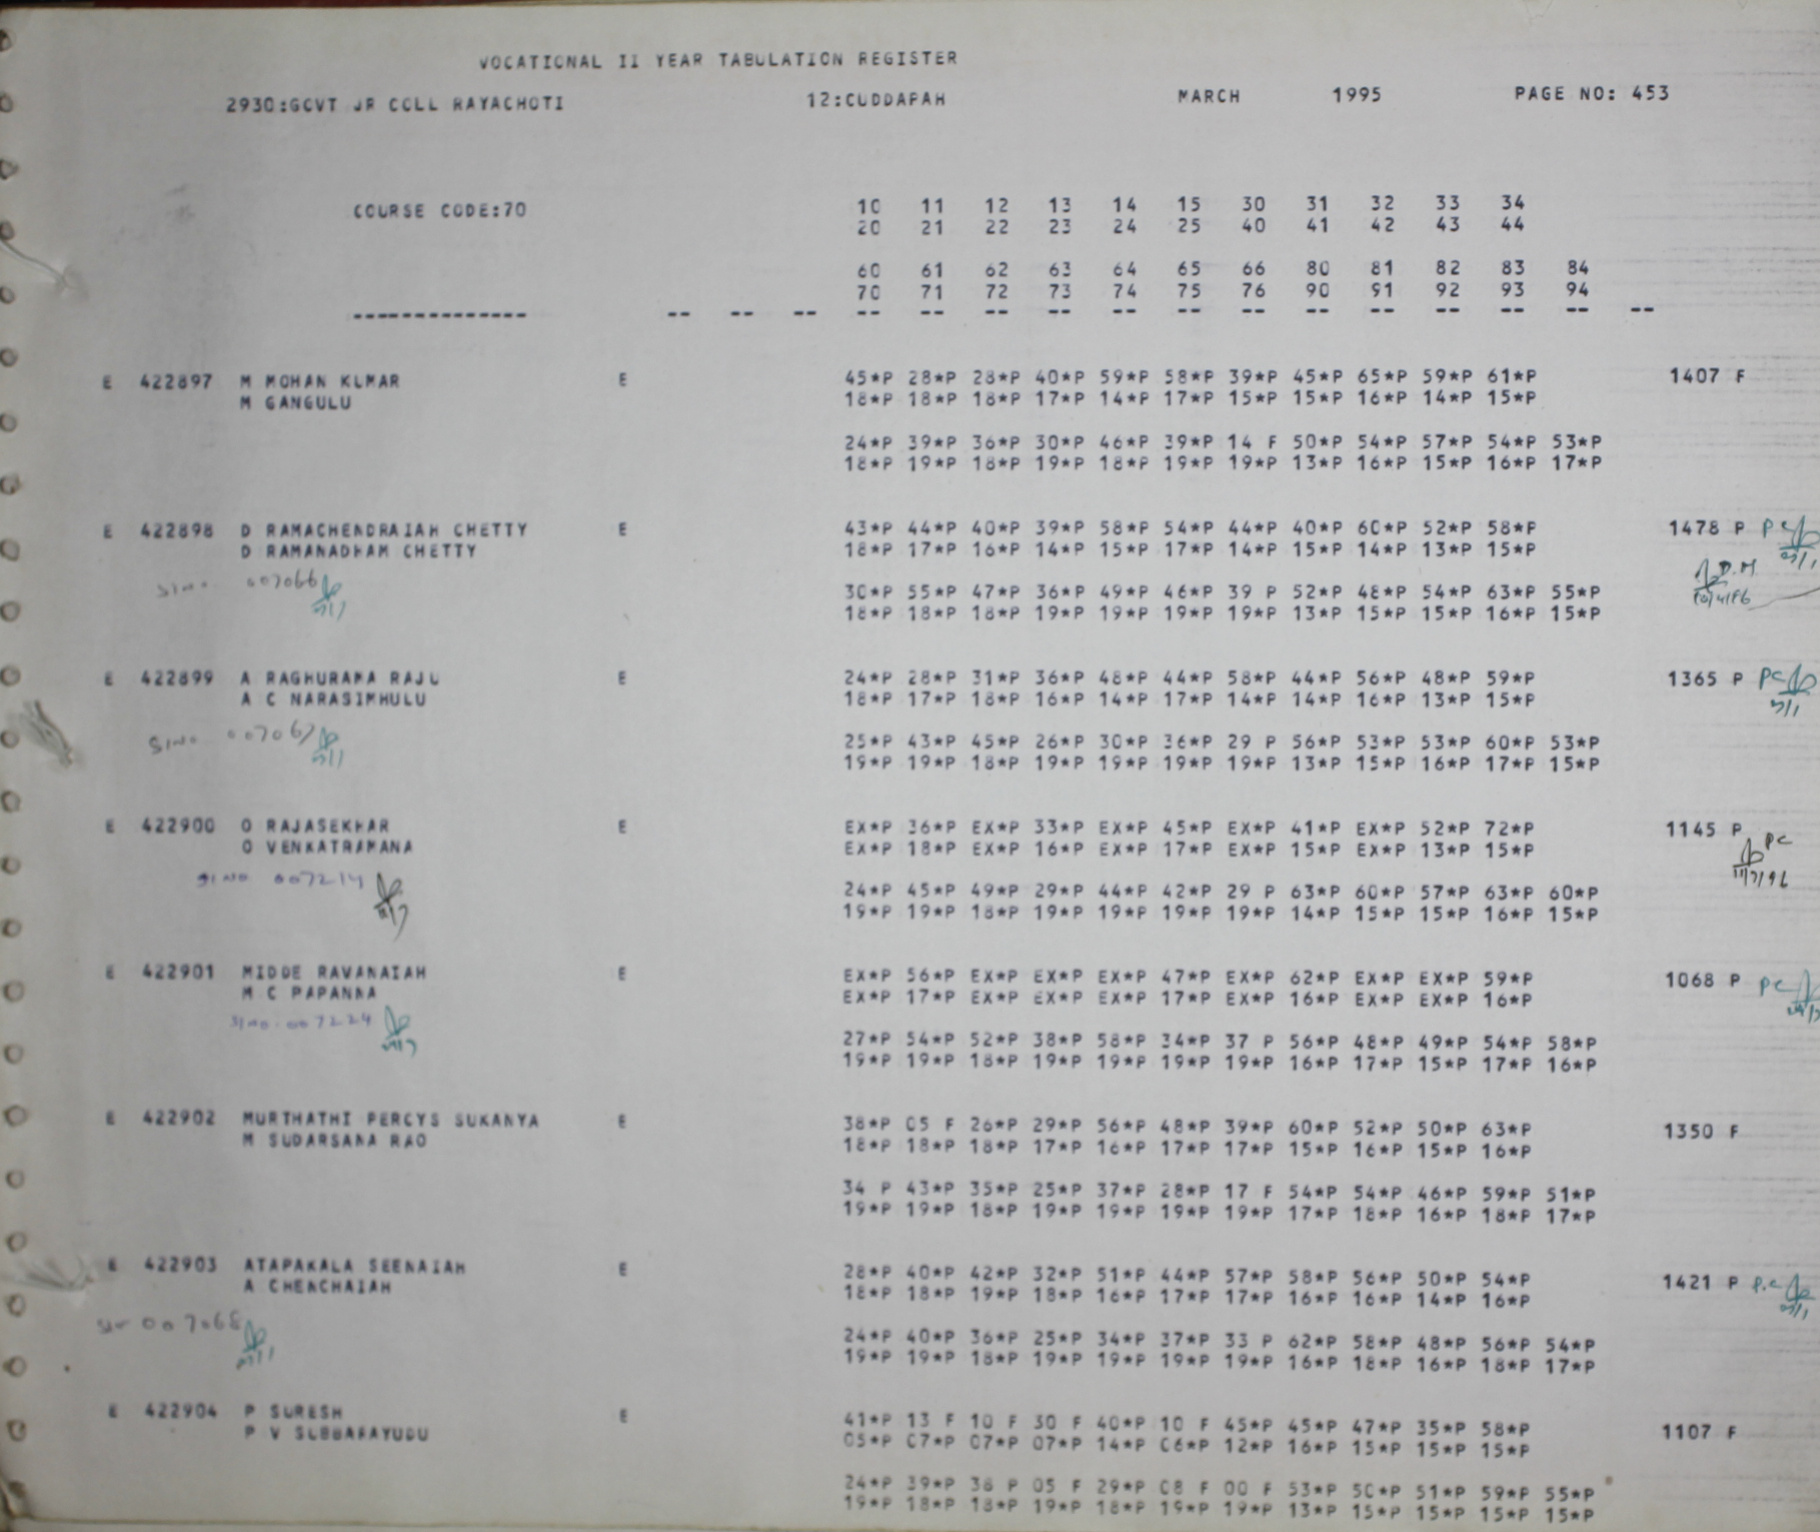 VOCATIONAL II YEAR TABULATION REGISTER
2930:GOVT JR COLL RAYACHOTI 12:CUDDAPAH MARCH 1995 PAGE NO: 453
COURSE CODE:70 10 11 12 13 14 15 30 31 32 33 34
20 21 22 23 24 25 40 41 42 43 44
60 61 62 63 64 65 66 80 81 82 83 84
70 71 72 73 74 75 76 90 91 92 93 94
-------------- -- -- -- -- -- -- -- -- -- -- -- -- -- -- -- --
E 422897 M MOHAN KUMAR E 45*P 28*P 28*P 40*P 59*P 58*P 39*P 45*P 65*P 59*P 61*P 1407 F
M GANGULU 18*P 18*P 18*P 17*P 14*P 17*P 15*P 15*P 16*P 14*P 15*P
24*P 39*P 36*P 30*P 46*P 39*P 14 F 50*P 54*P 57*P 54*P 53*P
18*P 19*P 18*P 19*P 18*P 19*P 19*P 13*P 16*P 15*P 16*P 17*P
E 422898 D RAMACHENDRAIAH CHETTY E 43*P 44*P 40*P 39*P 58*P 54*P 44*P 40*P 60*P 52*P 58*P 1478 P PC
D RAMANADHAM CHETTY 18*P 17*P 16*P 14*P 15*P 17*P 14*P 15*P 14*P 13*P 15*P
SINo 007066 D.M
30*P 55*P 47*P 36*P 49*P 46*P 39 P 52*P 48*P 54*P 63*P 55*P
18*P 18*P 18*P 19*P 19*P 19*P 19*P 13*P 15*P 15*P 16*P 15*P
E 422899 A RAGHURAMA RAJU E 24*P 28*P 31*P 36*P 48*P 44*P 58*P 44*P 56*P 48*P 59*P 1365 P PC
A C NARASIMHULU 18*P 17*P 18*P 16*P 14*P 17*P 14*P 14*P 16*P 13*P 15*P
SINo 007067
25*P 43*P 45*P 26*P 30*P 36*P 29 P 56*P 53*P 53*P 60*P 53*P
19*P 19*P 18*P 19*P 19*P 19*P 19*P 13*P 15*P 16*P 17*P 15*P
E 422900 O RAJASEKHAR E EX*P 36*P EX*P 33*P EX*P 45*P EX*P 41*P EX*P 52*P 72*P 1145 P PC
O VENKATRAMANA EX*P 18*P EX*P 16*P EX*P 17*P EX*P 15*P EX*P 13*P 15*P
SINo 007214
24*P 45*P 49*P 29*P 44*P 42*P 29 P 63*P 60*P 57*P 63*P 60*P
19*P 19*P 18*P 19*P 19*P 19*P 19*P 14*P 15*P 15*P 16*P 15*P
E 422901 MIDDE RAVANAIAH E EX*P 56*P EX*P EX*P EX*P 47*P EX*P 62*P EX*P EX*P 59*P 1068 P PC
M C PAPANNA EX*P 17*P EX*P EX*P EX*P 17*P EX*P 16*P EX*P EX*P 16*P
SINo. 007224
27*P 54*P 52*P 38*P 58*P 34*P 37 P 56*P 48*P 49*P 54*P 58*P
19*P 19*P 18*P 19*P 19*P 19*P 19*P 16*P 17*P 15*P 17*P 16*P
E 422902 MURTHATHI PERCYS SUKANYA E 38*P 05 F 26*P 29*P 56*P 48*P 39*P 60*P 52*P 50*P 63*P 1350 F
M SUDARSANA RAO 18*P 18*P 18*P 17*P 16*P 17*P 17*P 15*P 16*P 15*P 16*P
34 P 43*P 35*P 25*P 37*P 28*P 17 F 54*P 54*P 46*P 59*P 51*P
19*P 19*P 18*P 19*P 19*P 19*P 19*P 17*P 18*P 16*P 18*P 17*P
E 422903 ATAPAKALA SEENAIAH E 28*P 40*P 42*P 32*P 51*P 44*P 57*P 58*P 56*P 50*P 54*P 1421 P P.C
A CHENCHAIAH 18*P 18*P 19*P 18*P 16*P 17*P 17*P 16*P 16*P 14*P 16*P
007068
24*P 40*P 36*P 25*P 34*P 37*P 33 P 62*P 58*P 48*P 56*P 54*P
19*P 19*P 18*P 19*P 19*P 19*P 19*P 16*P 18*P 16*P 18*P 17*P
E 422904 P SURESH E 41*P 13 F 10 F 30 F 40*P 10 F 45*P 45*P 47*P 35*P 58*P 1107 F
P V SUBBARAYUDU 05*P 07*P 07*P 07*P 14*P 06*P 12*P 16*P 15*P 15*P 15*P
24*P 39*P 38 P 05 F 29*P 08 F 00 F 53*P 50*P 51*P 59*P 55*P
19*P 18*P 18*P 19*P 18*P 19*P 19*P 13*P 15*P 15*P 15*P 15*P